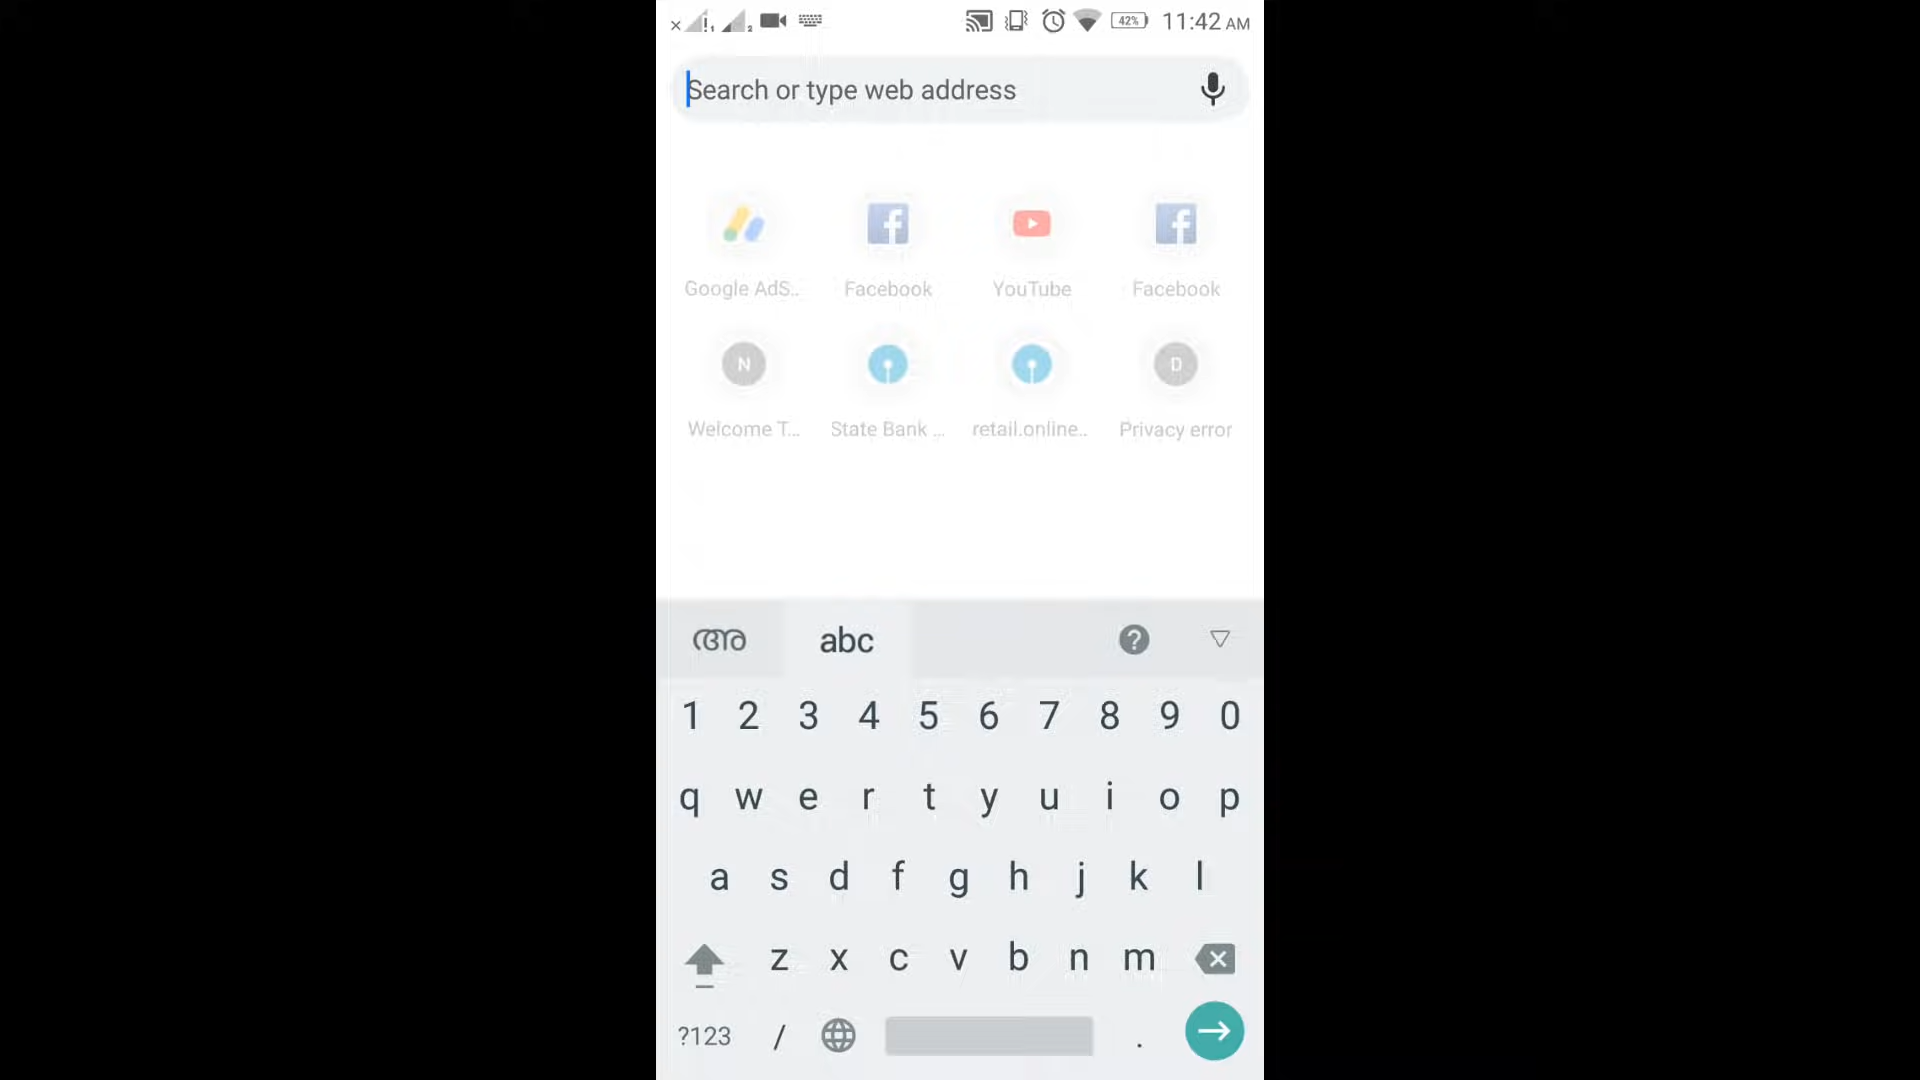 42% 11:42 AM
Search or type web address
Google AdS.. Facebook YouTube Facebook
N D
Welcome T... State Bank ... retail.online.. Privacy error
അ abc ?
1 2 3 4 5 6 7 8 9 0
q w e r t y u i o p
a s d f g h j k l
z x c v b n m
?123 / .